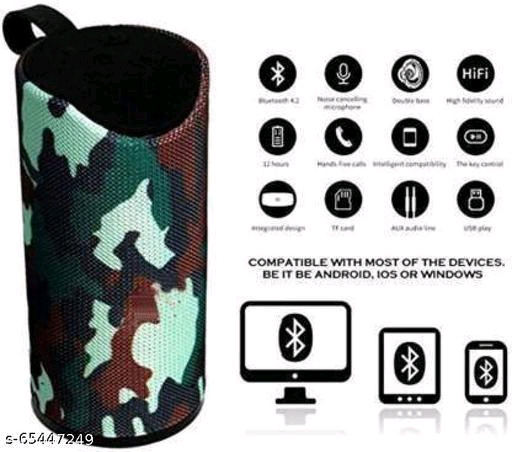 HiFi
Bluetooth 4.2
Noise cancelling
microphone
Double bass
High fidelity sound
12 hours
Hands-free calls
Intelligent compatibility
The key control
Integrated design
TF card
AUX audio line
USB play
COMPATIBLE WITH MOST OF THE DEVICES.
BE IT BE ANDROID, IOS OR WINDOWS
s-65447249